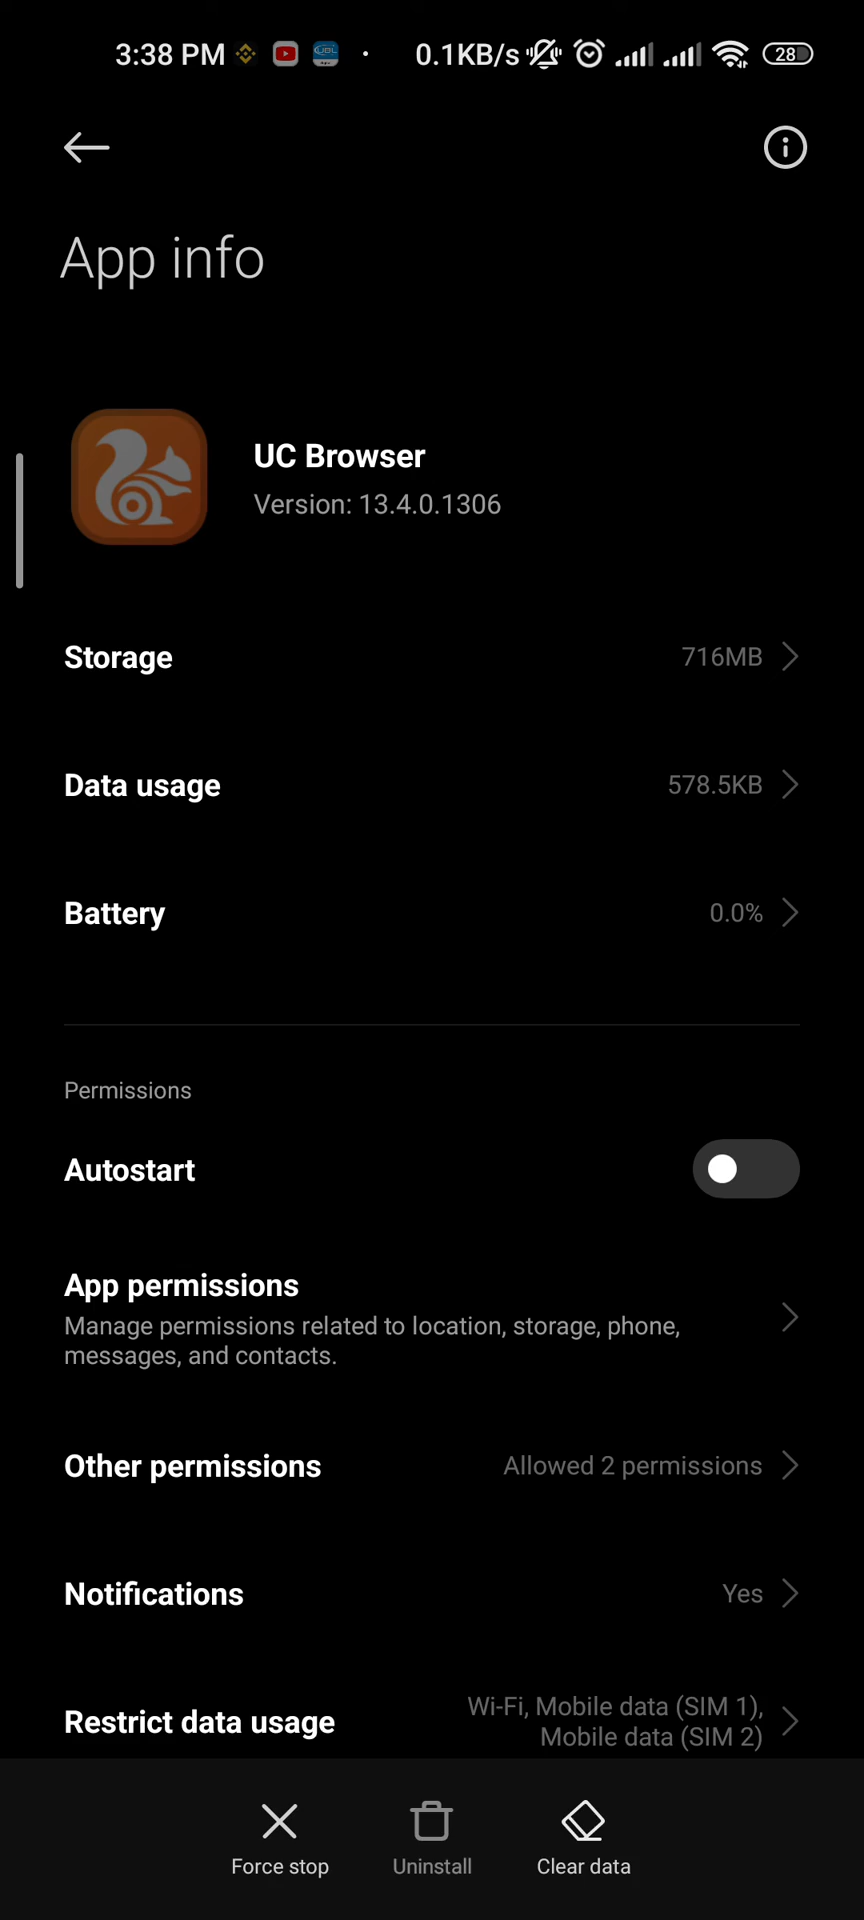 3:38 PM 0.1KB/s 28
App info
UC Browser
Version: 13.4.0.1306
Storage 716MB
Data usage 578.5KB
Battery 0.0%
Permissions
Autostart
App permissions
Manage permissions related to location, storage, phone,
messages, and contacts.
Other permissions Allowed 2 permissions
Notifications Yes
Restrict data usage Wi-Fi, Mobile data (SIM 1),
Mobile data (SIM 2)
Force stop Uninstall Clear data